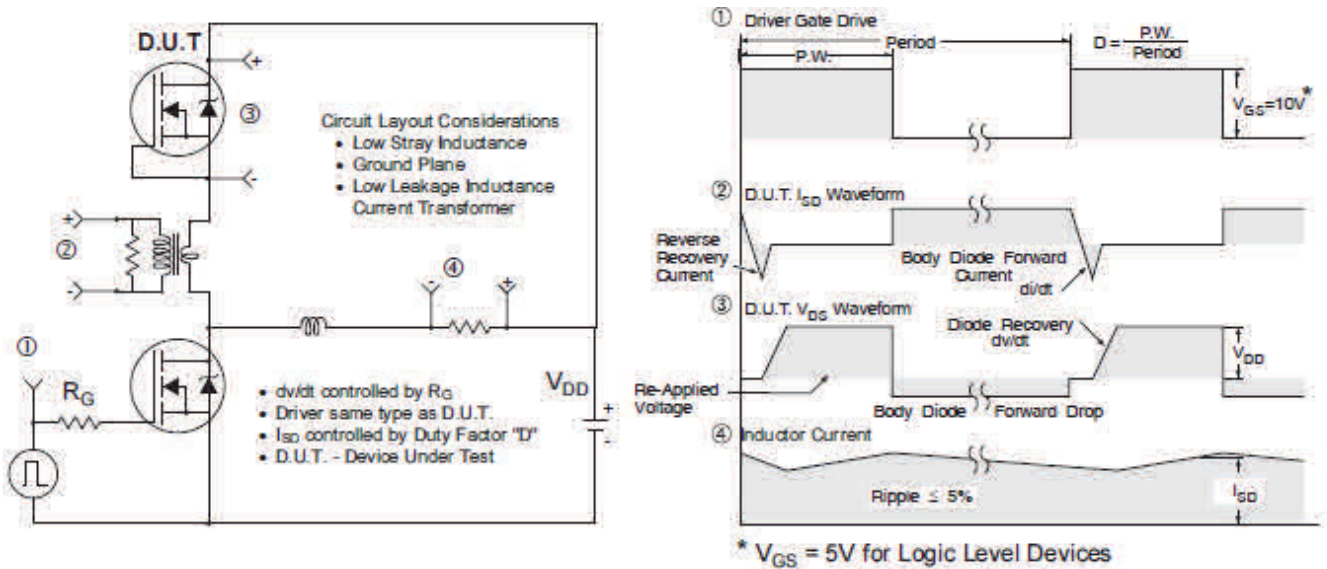 D.U.T
+
③
-
Circuit Layout Considerations
• Low Stray Inductance
• Ground Plane
• Low Leakage Inductance
Current Transformer
+
②
-
④
-
+
①
RG
VDD
+
-
• dv/dt controlled by RG
• Driver same type as D.U.T.
• ISD controlled by Duty Factor "D"
• D.U.T. - Device Under Test
① Driver Gate Drive
Period
P.W.
D = P.W.
Period
VGS=10V*
② D.U.T. ISD Waveform
Reverse
Recovery
Current
Body Diode Forward
Current
di/dt
③ D.U.T. VDS Waveform
Diode Recovery
dv/dt
VDD
Re-Applied
Voltage
Body Diode Forward Drop
④ Inductor Current
Ripple ≤ 5%
ISD
* VGS = 5V for Logic Level Devices